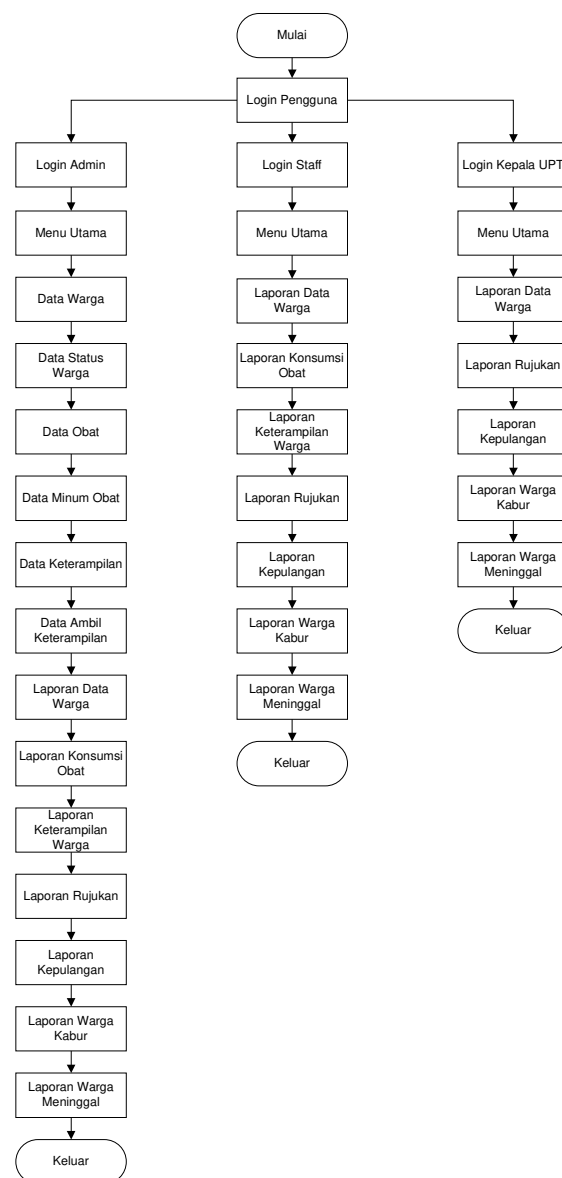 Mulai
Login Pengguna
Login Admin
Menu Utama
Data Warga
Data Status
Warga
Data Obat
Data Minum Obat
Data Keterampilan
Data Ambil
Keterampilan
Laporan Data
Warga
Laporan Konsumsi
Obat
Laporan
Keterampilan
Warga
Laporan Rujukan
Laporan
Kepulangan
Laporan Warga
Kabur
Laporan Warga
Meninggal
Keluar
Login Staff
Menu Utama
Laporan Data
Warga
Laporan Konsumsi
Obat
Laporan
Keterampilan
Warga
Laporan Rujukan
Laporan
Kepulangan
Laporan Warga
Kabur
Laporan Warga
Meninggal
Keluar
Login Kepala UPT
Menu Utama
Laporan Data
Warga
Laporan Rujukan
Laporan
Kepulangan
Laporan Warga
Kabur
Laporan Warga
Meninggal
Keluar